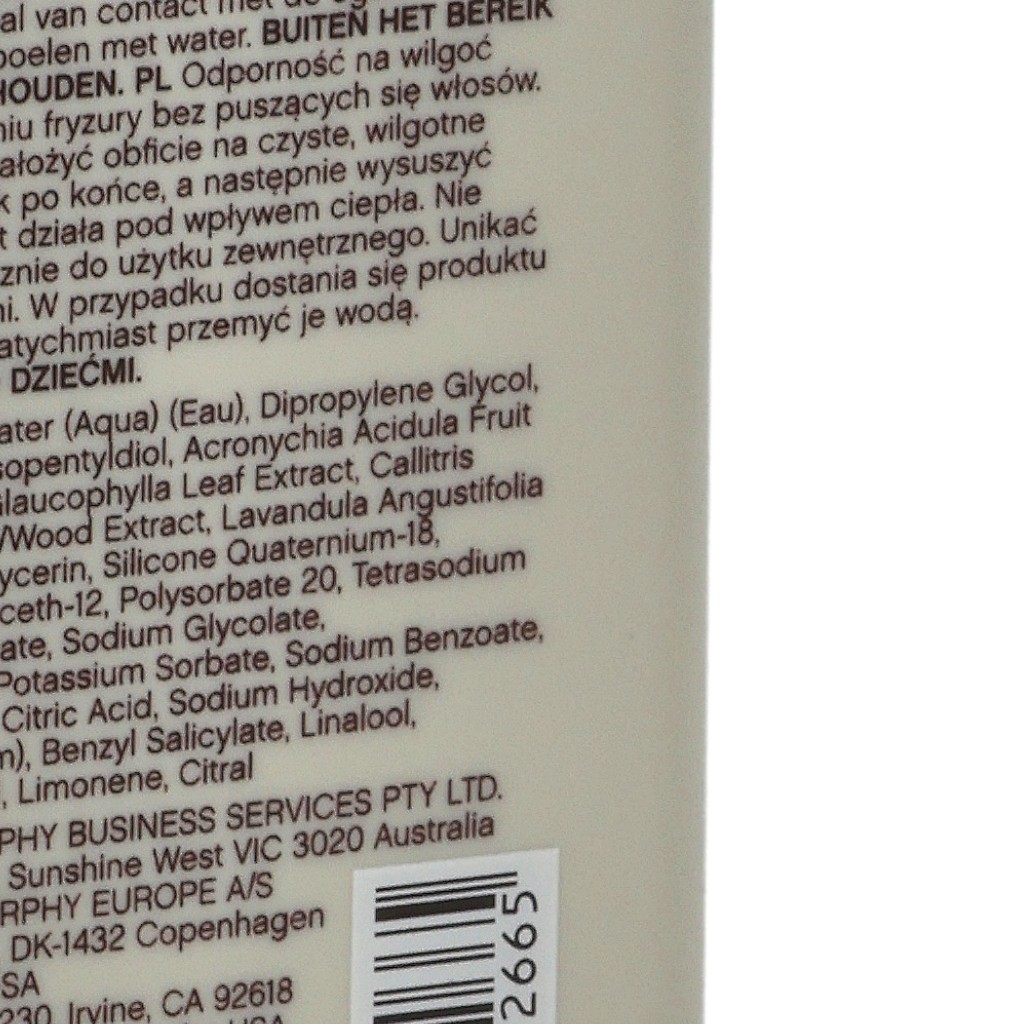 al van contact met de
poelen met water. BUITEN HET BEREIK
HOUDEN. PL Odporność na wilgoć
niu fryzury bez puszących się włosów.
ałożyć obficie na czyste, wilgotne
k po końce, a następnie wysuszyć
t działa pod wpływem ciepła. Nie
znie do użytku zewnętrznego. Unikać
ni. W przypadku dostania się produktu
atychmiast przemyć je wodą.
DZIEĆMI.
ater (Aqua) (Eau), Dipropylene Glycol,
sopentyldiol, Acronychia Acidula Fruit
Glaucophylla Leaf Extract, Callitris
/Wood Extract, Lavandula Angustifolia
ycerin, Silicone Quaternium-18,
ceth-12, Polysorbate 20, Tetrasodium
ate, Sodium Glycolate,
Potassium Sorbate, Sodium Benzoate,
Citric Acid, Sodium Hydroxide,
m), Benzyl Salicylate, Linalool,
, Limonene, Citral
PHY BUSINESS SERVICES PTY LTD.
Sunshine West VIC 3020 Australia
RPHY EUROPE A/S
DK-1432 Copenhagen
SA
230, Irvine, CA 92618
USA
2665